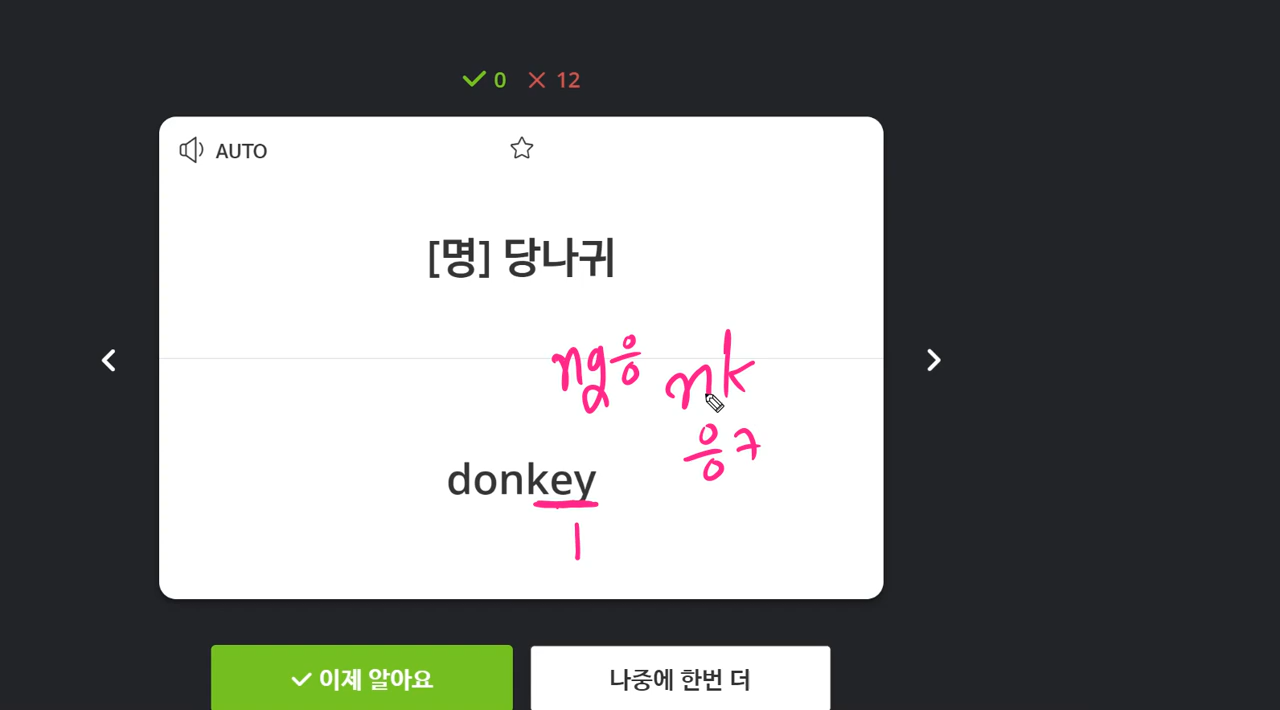 ✓ 0 × 12
AUTO
[명] 당나귀
ng응 nk
응ㅋ
donkey
ㅣ
✓ 이제 알아요
나중에 한번 더